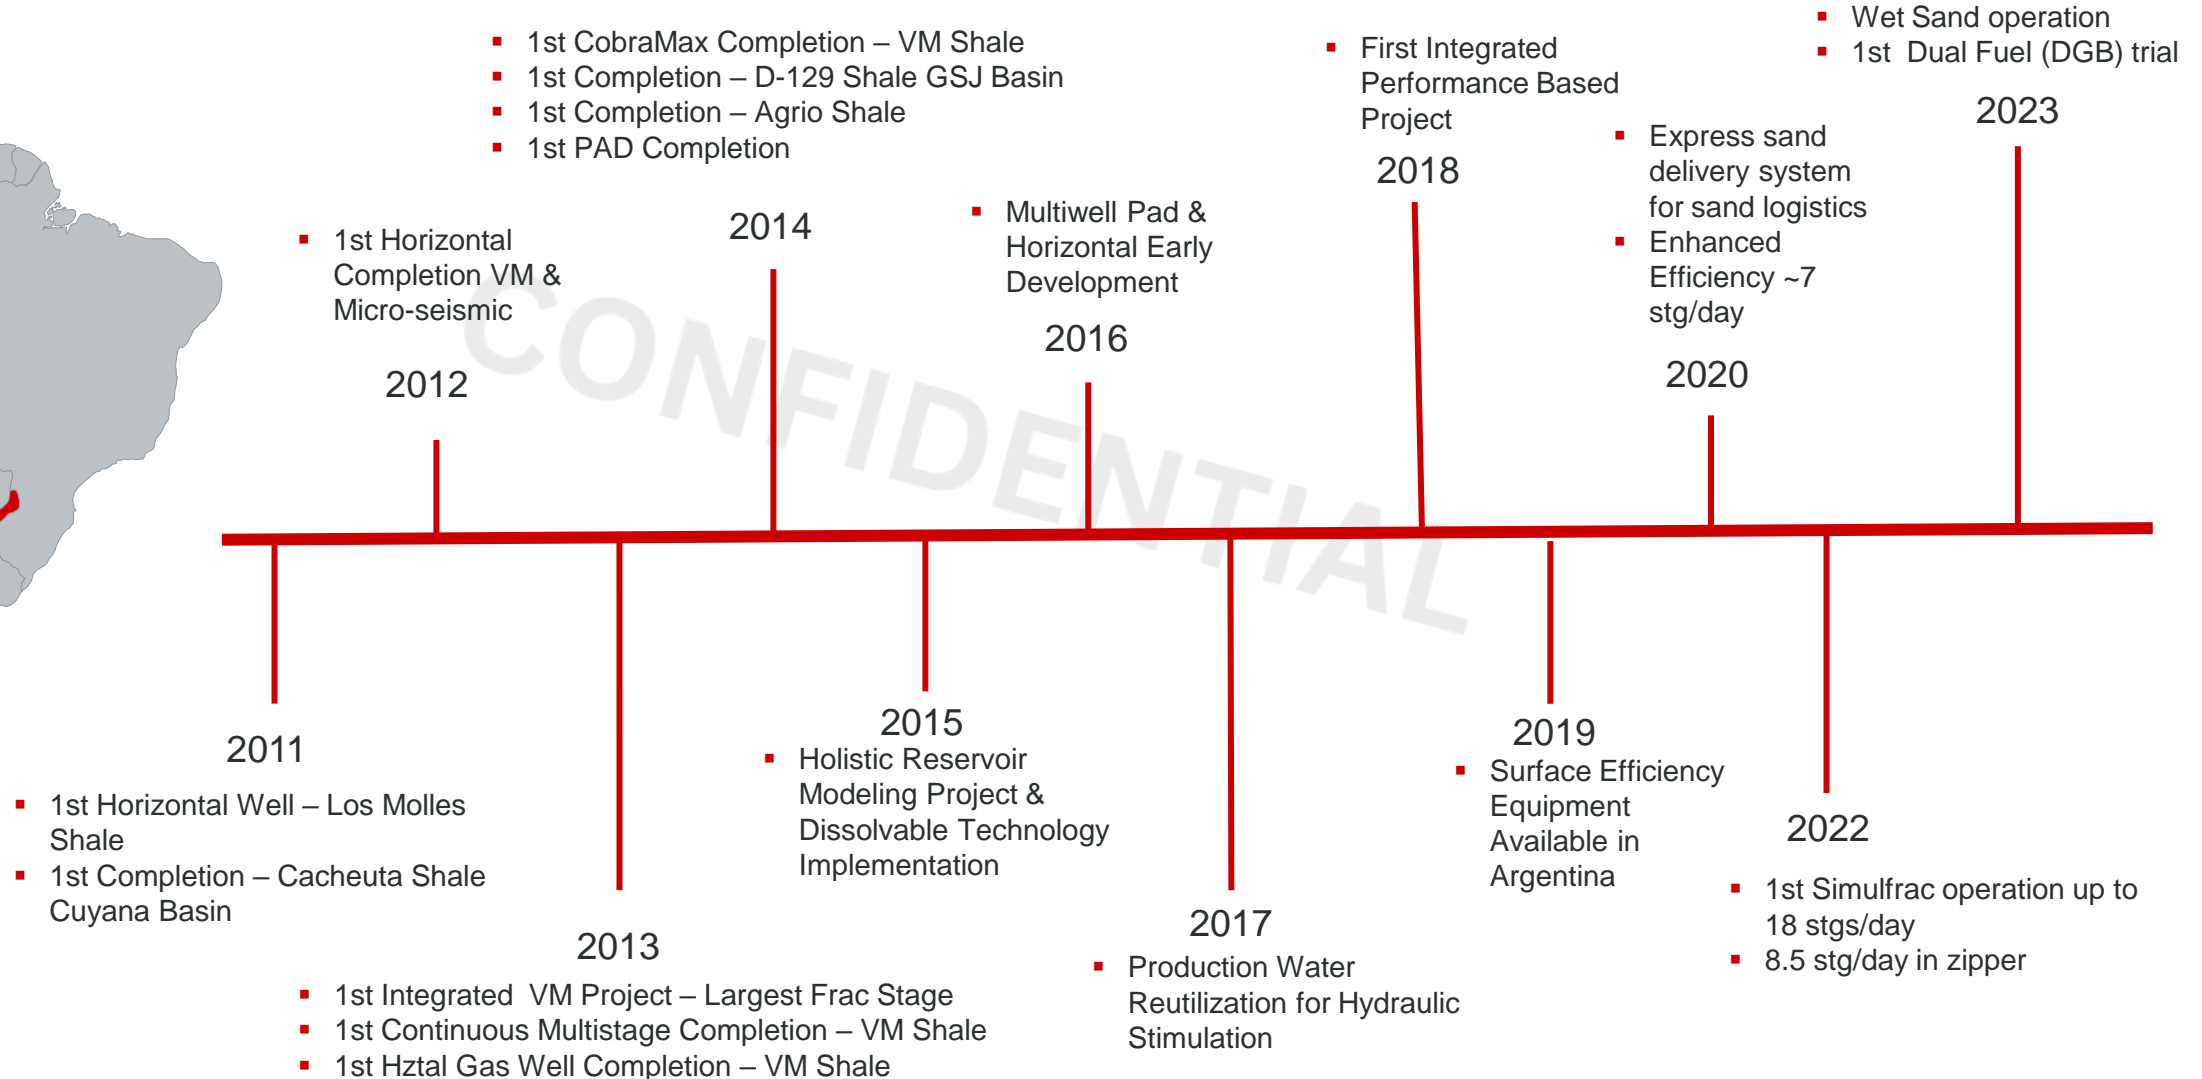 1st CobraMax Completion – VM Shale
1st Completion – D-129 Shale GSJ Basin
1st Completion – Agrio Shale
1st PAD Completion
2014
1st Horizontal
Completion VM &
Micro-seismic
2012
Multiwell Pad &
Horizontal Early
Development
2016
First Integrated
Performance Based
Project
2018
Express sand
delivery system
for sand logistics
Enhanced
Efficiency ~7
stg/day
2020
Wet Sand operation
1st Dual Fuel (DGB) trial
2023
CONFIDENTIAL
2011
1st Horizontal Well – Los Molles
Shale
1st Completion – Cacheuta Shale
Cuyana Basin
2013
1st Integrated VM Project – Largest Frac Stage
1st Continuous Multistage Completion – VM Shale
1st Hztal Gas Well Completion – VM Shale
2015
Holistic Reservoir
Modeling Project &
Dissolvable Technology
Implementation
2017
Production Water
Reutilization for Hydraulic
Stimulation
2019
Surface Efficiency
Equipment
Available in
Argentina
2022
1st Simulfrac operation up to
18 stgs/day
8.5 stg/day in zipper